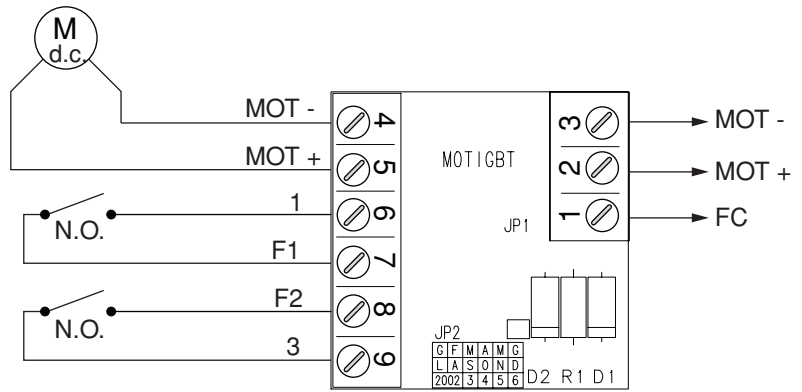 M
d.c.
MOT -
4
MOT +
5
1
6
N.O.
F1
7
F2
8
N.O.
3
9
MOTIGBT
3
MOT -
2
MOT +
JP1
1
FC
JP2
G F M A M G
L A S O N D
2002 3 4 5 6
D2 R1 D1